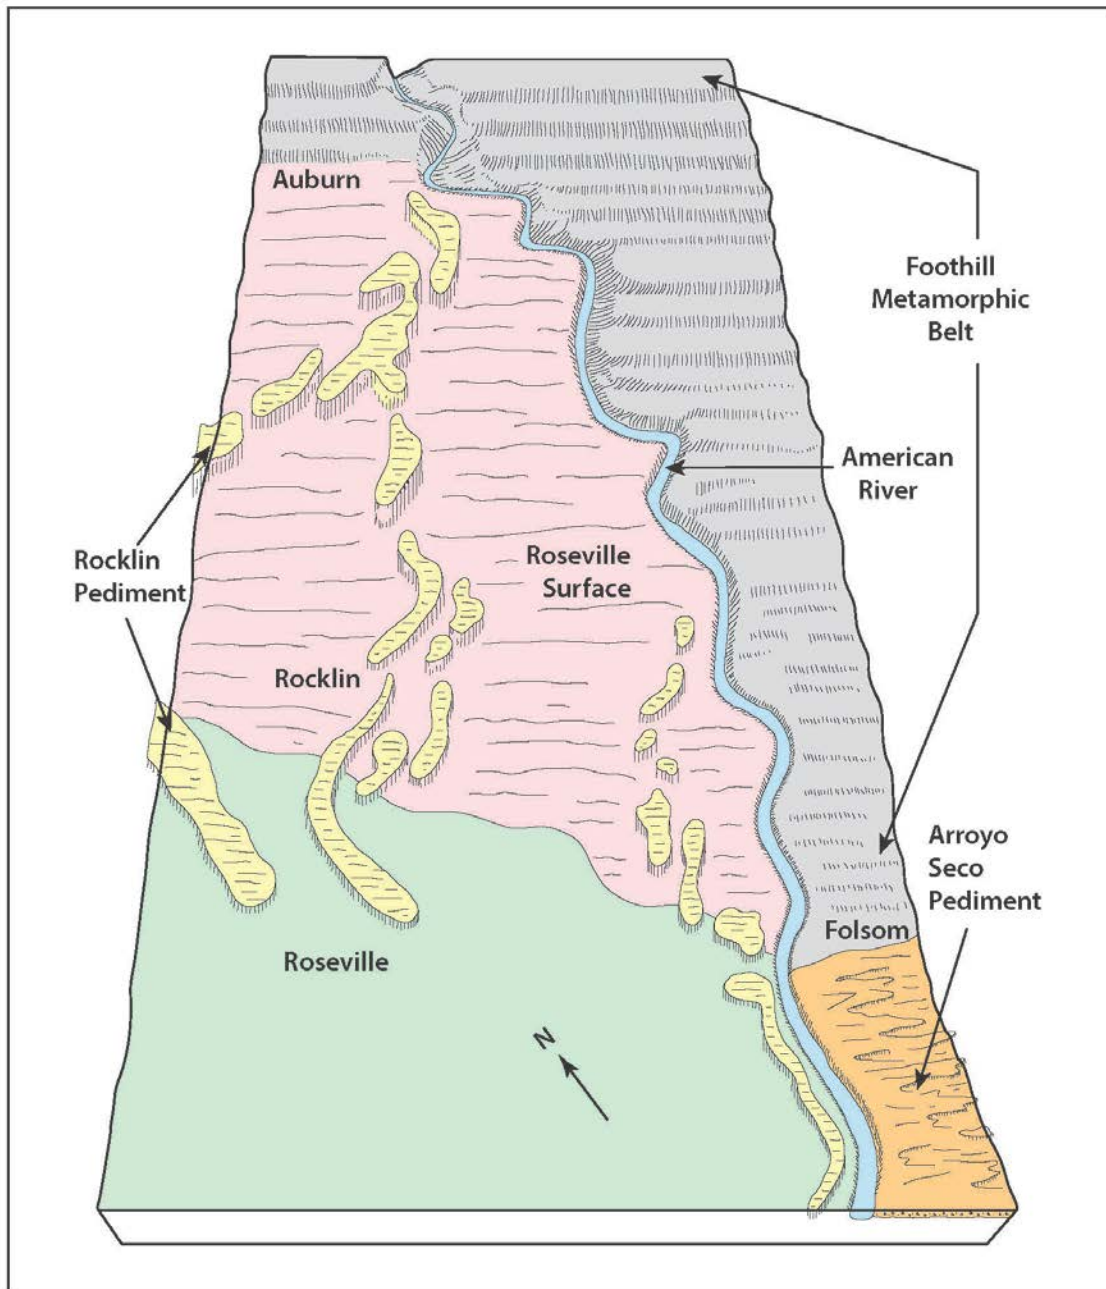 Auburn
Foothill
Metamorphic
Belt
American
River
Rocklin
Pediment
Roseville
Surface
Rocklin
Arroyo
Seco
Pediment
Folsom
Roseville
N